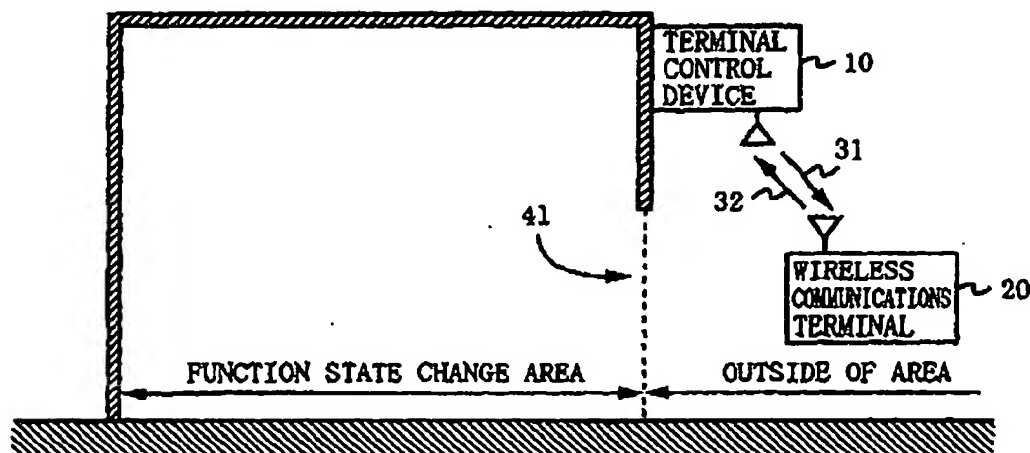 TERMINAL
CONTROL
DEVICE
10
31
32
41
WIRELESS
COMMUNICATIONS
TERMINAL
20
FUNCTION STATE CHANGE AREA
OUTSIDE OF AREA